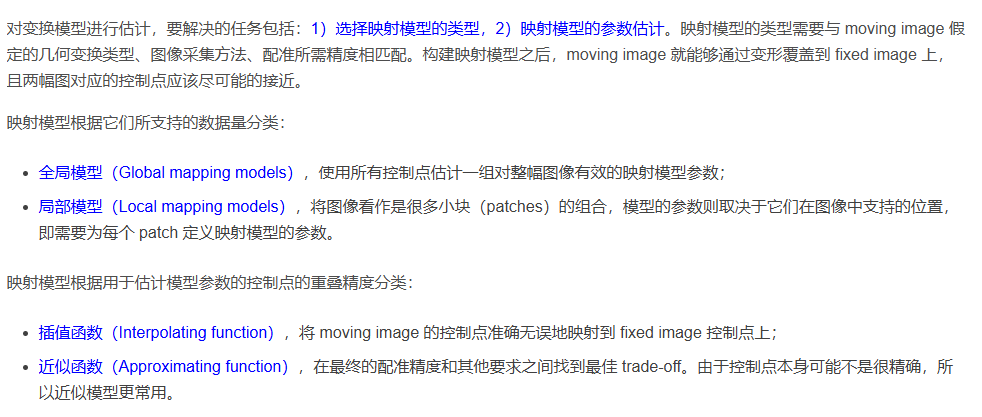 对变换模型进行估计，要解决的任务包括：1）选择映射模型的类型，2）映射模型的参数估计。映射模型的类型需要与 moving image 假
定的几何变换类型、图像采集方法、配准所需精度相匹配。构建映射模型之后，moving image 就能够通过变形覆盖到 fixed image 上，
且两幅图对应的控制点应该尽可能的接近。
映射模型根据它们所支持的数据量分类：
• 全局模型（Global mapping models），使用所有控制点估计一组对整幅图像有效的映射模型参数；
• 局部模型（Local mapping models），将图像看作是很多小块（patches）的组合，模型的参数则取决于它们在图像中支持的位置，
即需要为每个 patch 定义映射模型的参数。
映射模型根据用于估计模型参数的控制点的重叠精度分类：
• 插值函数（Interpolating function），将 moving image 的控制点准确无误地映射到 fixed image 控制点上；
• 近似函数（Approximating function），在最终的配准精度和其他要求之间找到最佳 trade-off。由于控制点本身可能不是很精确，所
以近似模型更常用。